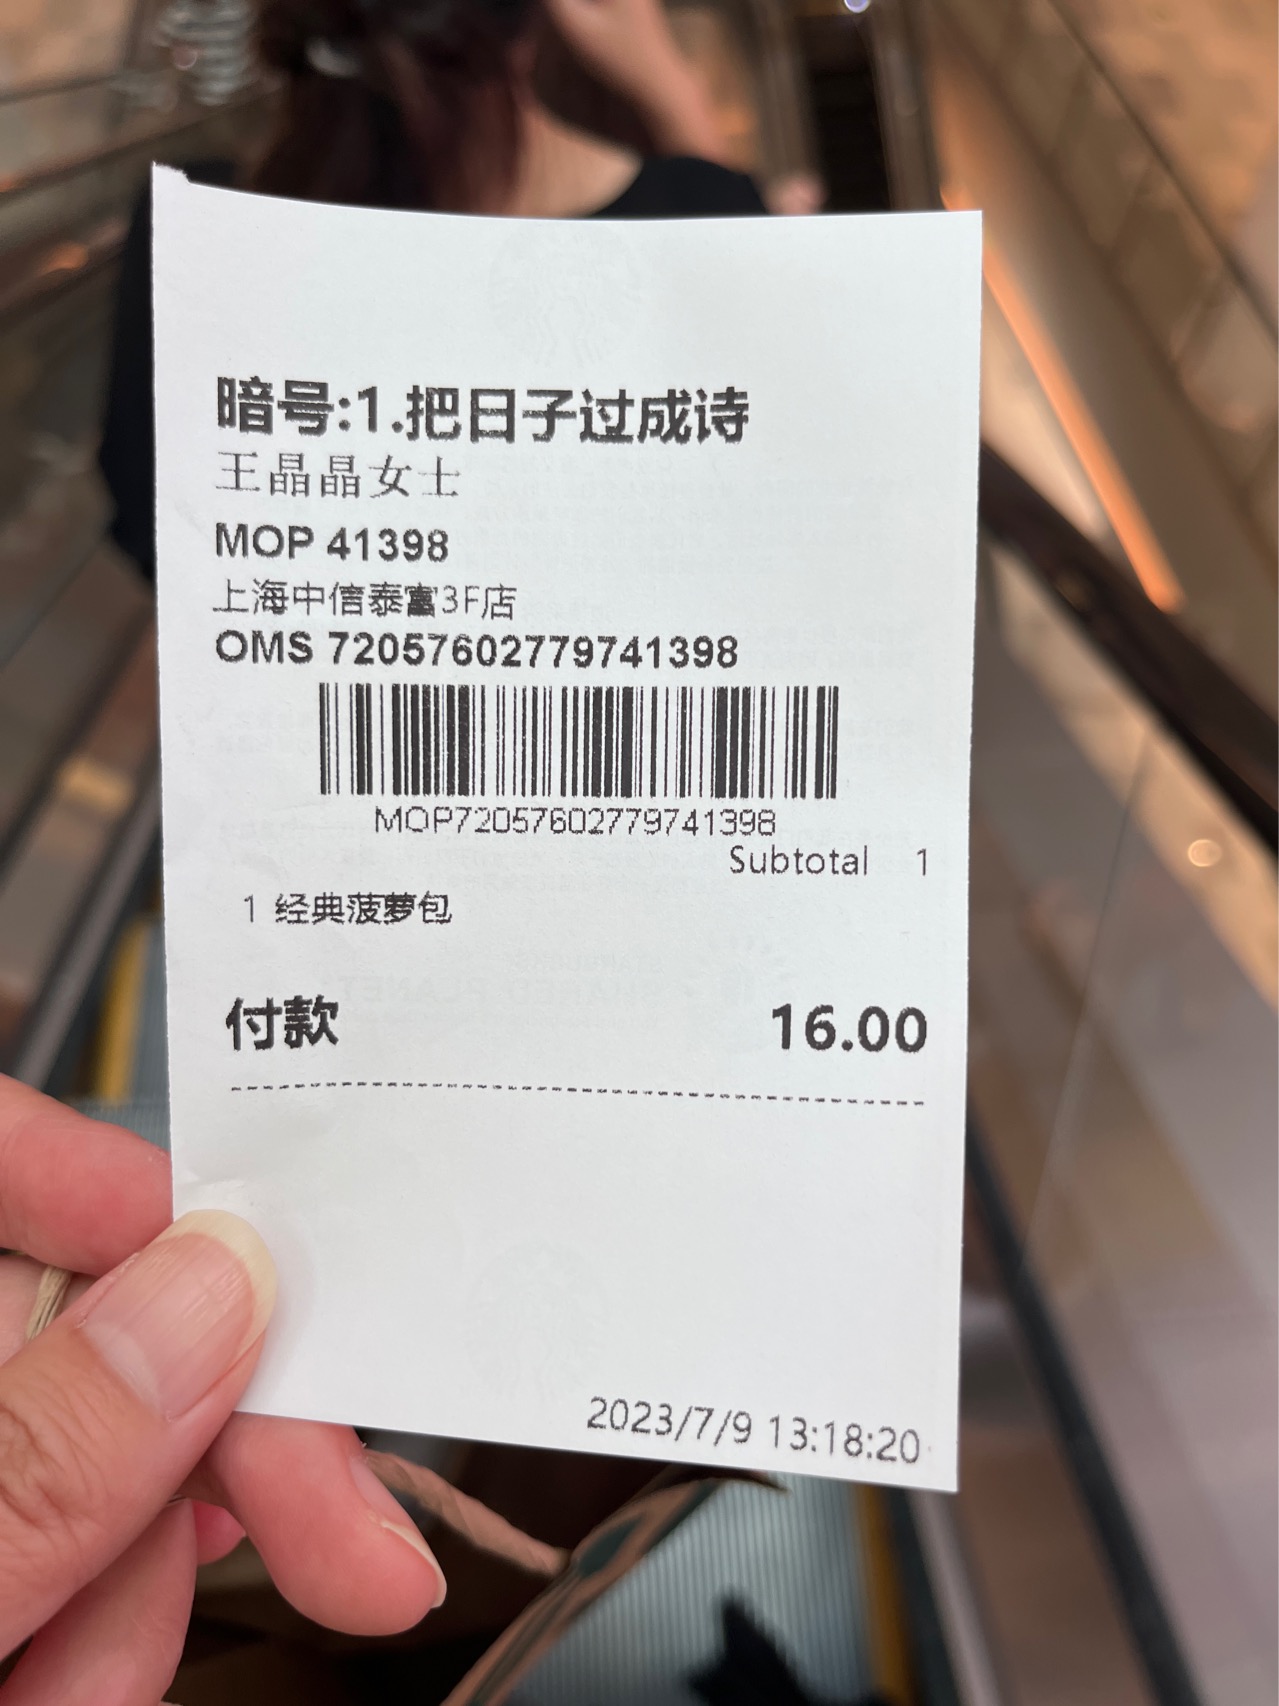 暗号:1.把日子过成诗
王晶晶女士
MOP 41398
上海中信泰富3F店
OMS 720576602779741398
MOP720576602779741398
Subtotal 1
1 经典菠萝包
付款 16.00
2023/7/9 13:18:20